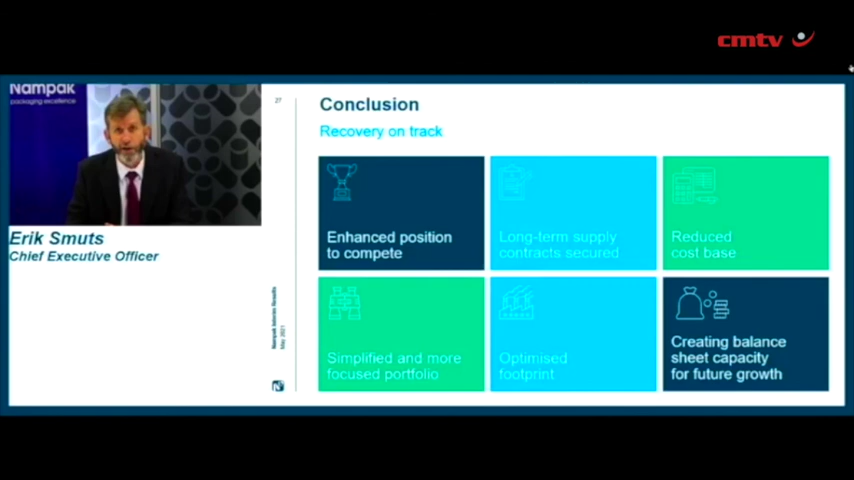 cmtv
Nampak
packaging excellence
Erik Smuts
Chief Executive Officer
27
Nampak Interim Results
May 2021
Conclusion
Recovery on track
Enhanced position
to compete
Long-term supply
contracts secured
Reduced
cost base
Simplified and more
focused portfolio
Optimised
footprint
Creating balance
sheet capacity
for future growth